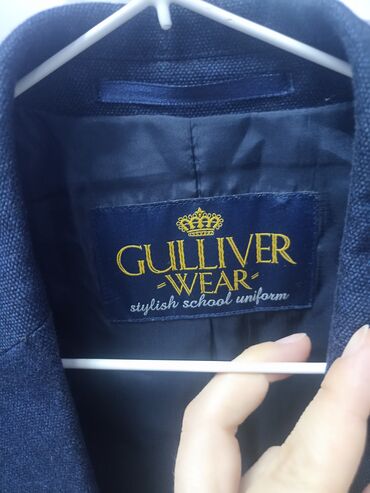 GULLIVER
-WEAR-
stylish school uniform